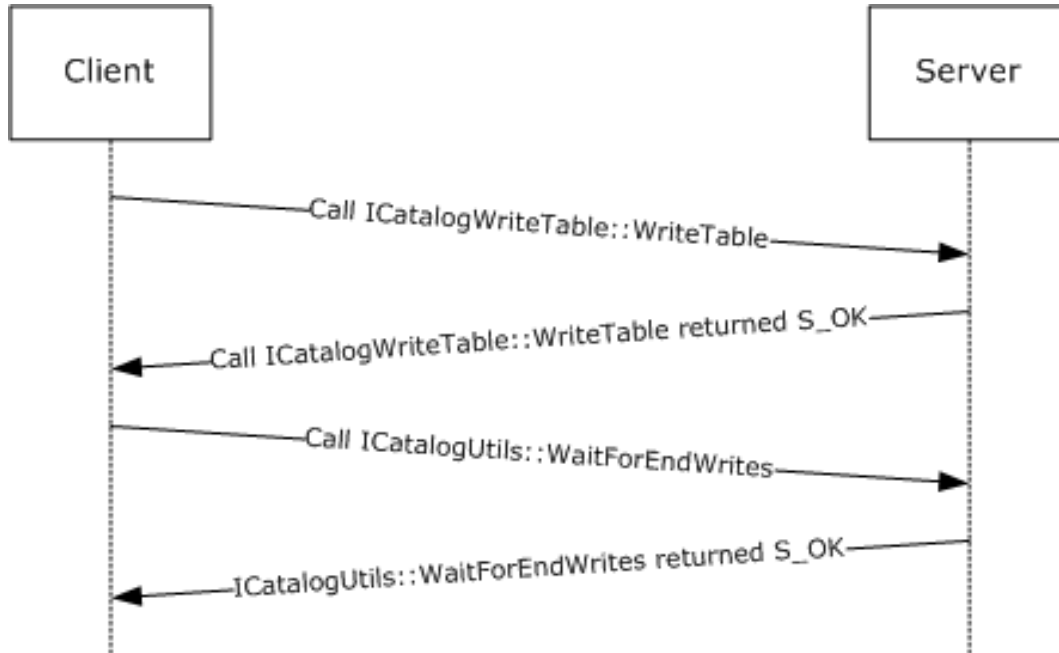 Client
Server
Call ICatalogWriteTable::WriteTable
Call ICatalogWriteTable::WriteTable returned S_OK
Call ICatalogUtils::WaitForEndWrites
ICatalogUtils::WaitForEndWrites returned S_OK